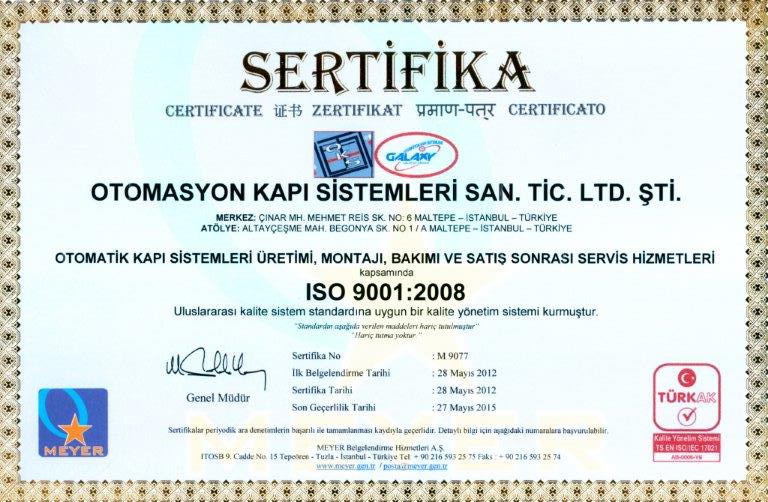 SERTİFİKA
CERTIFICATE 证书 ZERTIFIKAT प्रमाण-पत्र CERTIFICATO
OKS GALAXY
OTOMASYON KAPI SİSTEMLERİ SAN. TİC. LTD. ŞTİ.
MERKEZ: ÇINAR MH. MEHMET REİS SK. NO: 6 MALTEPE – İSTANBUL – TÜRKİYE
ATÖLYE: ALTAYÇEŞME MAH. BEGONYA SK. NO 1 / A MALTEPE – İSTANBUL – TÜRKİYE
OTOMATİK KAPI SİSTEMLERİ ÜRETİMİ, MONTAJI, BAKIMI VE SATIŞ SONRASI SERVİS HİZMETLERİ
kapsamında
ISO 9001:2008
Uluslararası kalite sistem standardına uygun bir kalite yönetim sistemi kurmuştur.
"Standardın aşağıda verilen maddeleri hariç tutulmuştur"
"Hariç tutma yoktur."
Sertifika No : M 9077
İlk Belgelendirme Tarihi : 28 Mayıs 2012
Sertifika Tarihi : 28 Mayıs 2012
Son Geçerlilik Tarihi : 27 Mayıs 2015
Genel Müdür
MEYER
TÜRKAK
Kalite Yönetim Sistemi
TS EN ISO/IEC 17021
AB-0006-YS
Sertifikalar periyodik ara denetimlerin başarılı ile tamamlanması kaydıyla geçerlidir. Detaylı bilgi için aşağıdaki numaralara başvurulabilir.
MEYER Belgelendirme Hizmetleri A.Ş.
ITOSB 9. Cadde No. 15 Tepeören - Tuzla - İstanbul - Türkiye Tel + 90 216 593 25 75 Faks : + 90 216 593 25 74
www.meyer.gen.tr / posta@meyer.gen.tr
MEYER